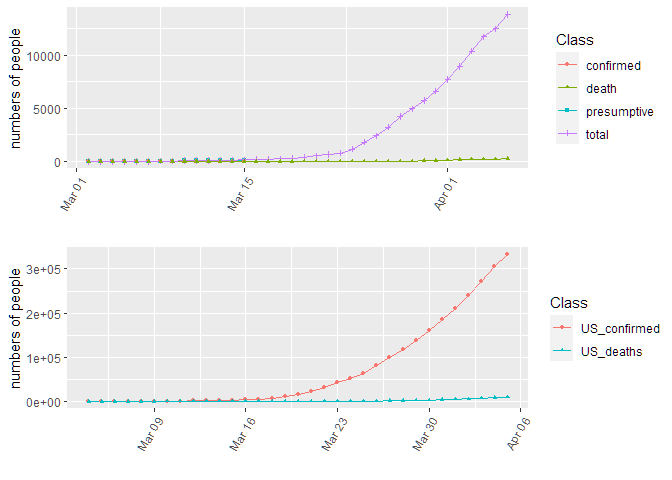 numbers of people
10000
5000
0
Mar 01
Mar 15
Apr 01
Class
confirmed
death
presumptive
total
numbers of people
3e+05
2e+05
1e+05
0e+00
Mar 09
Mar 16
Mar 23
Mar 30
Apr 06
Class
US_confirmed
US_deaths